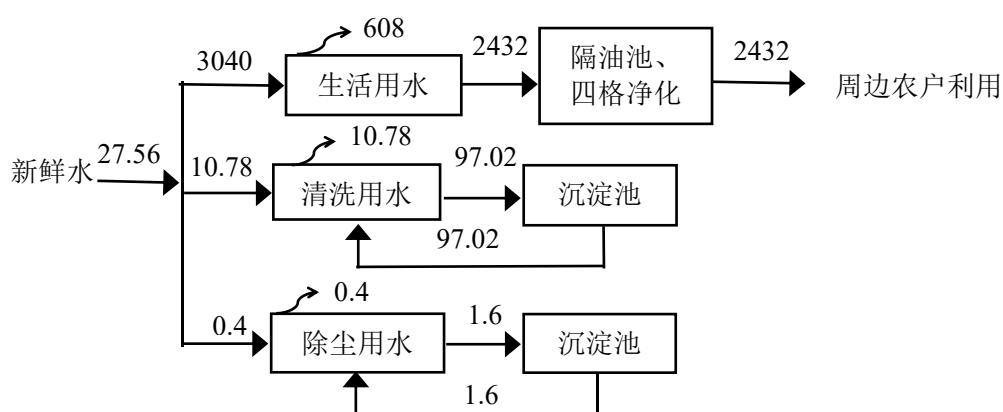 608
3040
生活用水
2432
隔油池、
四格净化
2432
周边农户利用
新鲜水
27.56
10.78
10.78
清洗用水
97.02
沉淀池
97.02
0.4
0.4
除尘用水
1.6
沉淀池
1.6